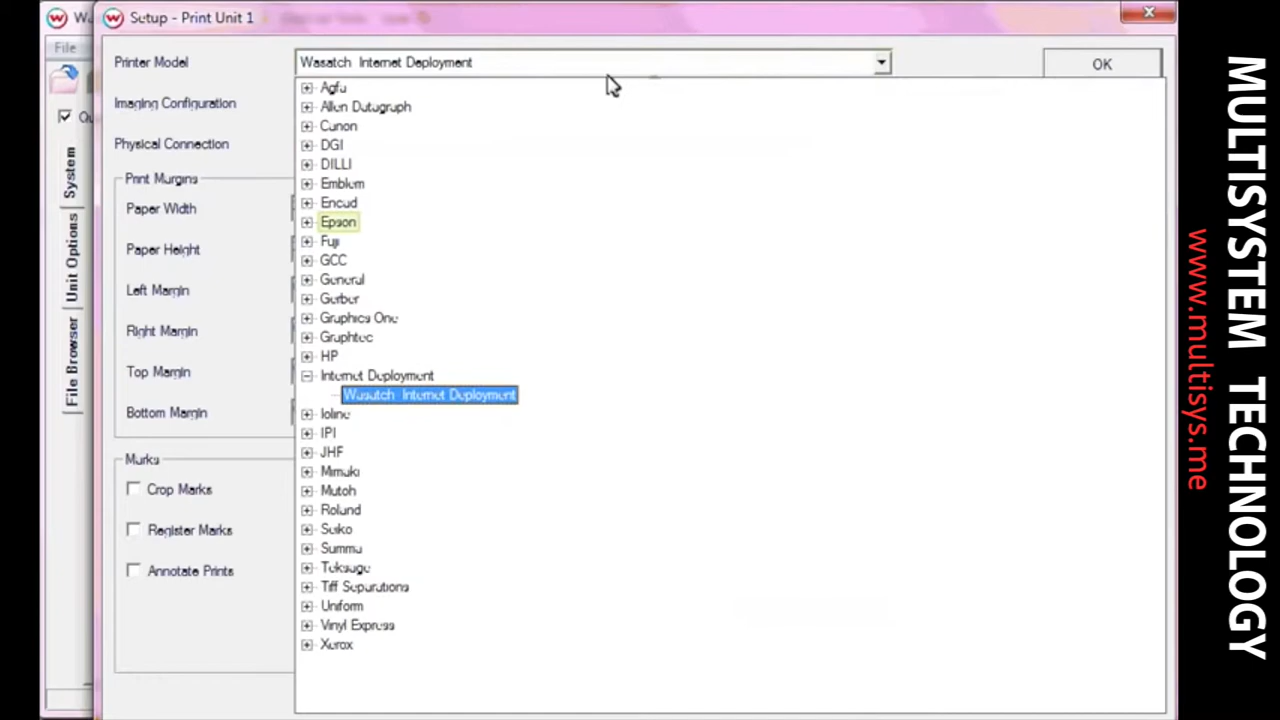 Setup - Print Unit 1
File
Printer Model
Wasatch Internet Deployment
OK
Imaging Configuration
Physical Connection
Print Margins
Paper Width
Paper Height
Left Margin
Right Margin
Top Margin
Bottom Margin
Marks
Crop Marks
Register Marks
Annotate Prints
System
Unit Options
File Browser
Agfa
Allen Datagraph
Canon
DGI
DILLI
Emblem
Encad
Epson
Fuji
GCC
General
Gerber
Graphics One
Graphtec
HP
Internet Deployment
Wasatch Internet Deployment
Ioline
IPI
JHF
Mimaki
Mutoh
Roland
Seiko
Summa
Teksage
Tiff Separations
Uniform
Vinyl Express
Xerox
MULTISYSTEM TECHNOLOGY
www.multisys.me